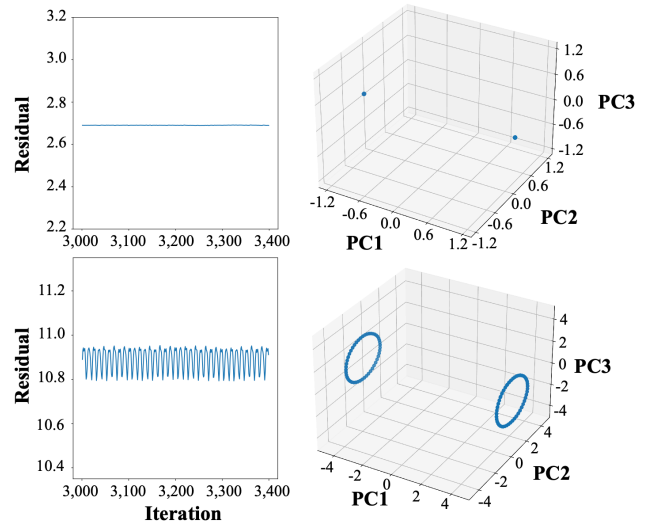 3.2
3.0
2.8
2.6
2.4
2.2
Residual
3,000 3,100 3,200 3,300 3,400
1.2
0.6
0.0
-0.6
-1.2
PC3
-1.2 -0.6 0.0 0.6 1.2
PC1
-1.2 -0.6 0.0 0.6 1.2
PC2
11.2
11.0
10.8
10.6
10.4
Residual
3,000 3,100 3,200 3,300 3,400
Iteration
4
2
0
-2
-4
PC3
-4 -2 0 2 4
PC1
-4 -2 0 2 4
PC2